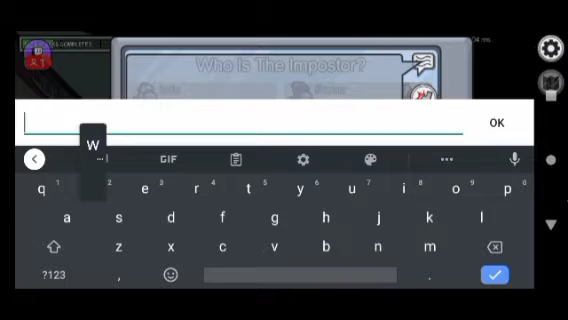 Who Is The Impostor?
OK
W
GIF
q 1 2 e 3 r 4 t 5 y 6 u 7 i 8 o 9 p 0
a s d f g h j k l
z x c v b n m
?123 , .